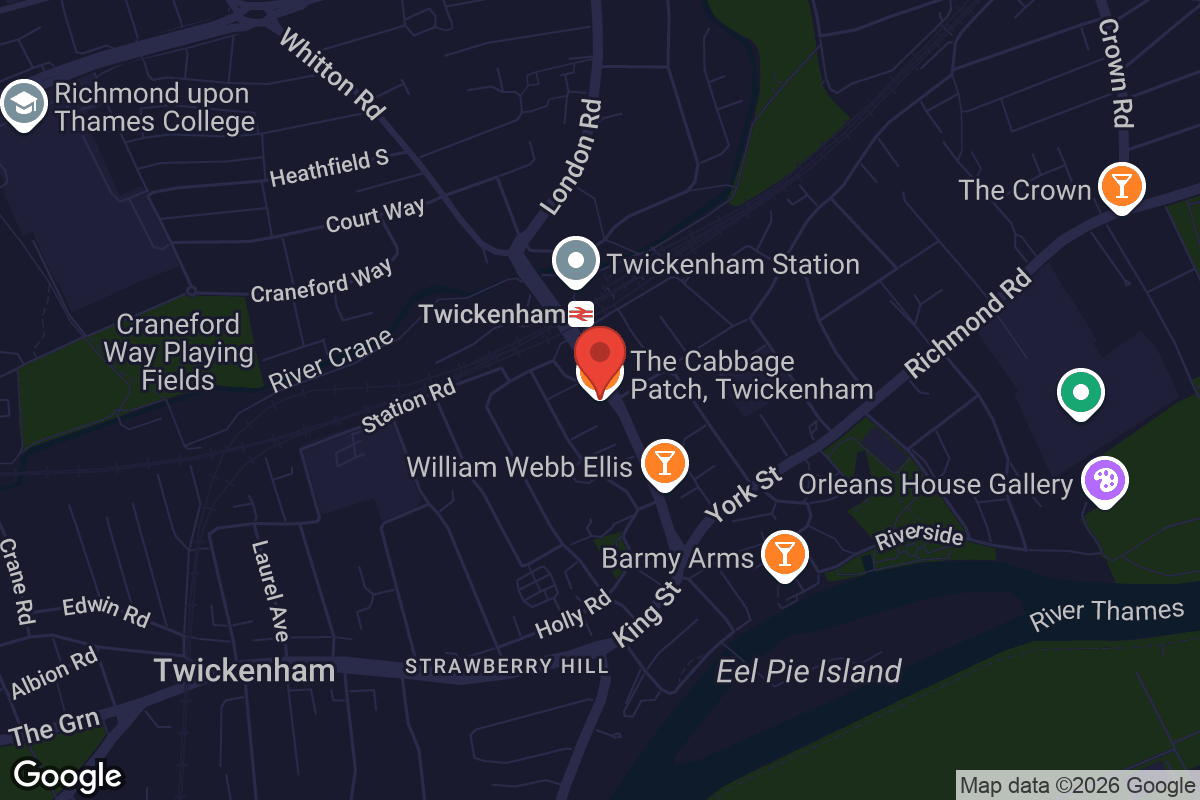 Whitton Rd
Crown Rd
Richmond upon
Thames College
London Rd
Heathfield S
The Crown
Court Way
Twickenham Station
Craneford Way
Twickenham
Craneford
Way Playing
Fields
River Crane
Richmond Rd
The Cabbage
Patch, Twickenham
Station Rd
William Webb Ellis
York St
Orleans House Gallery
Riverside
Barmy Arms
Crane Rd
Laurel Ave
Edwin Rd
Holly Rd
King St
River Thames
Albion Rd
Twickenham
STRAWBERRY HILL
Eel Pie Island
The Grn
Google
Map data ©2026 Google